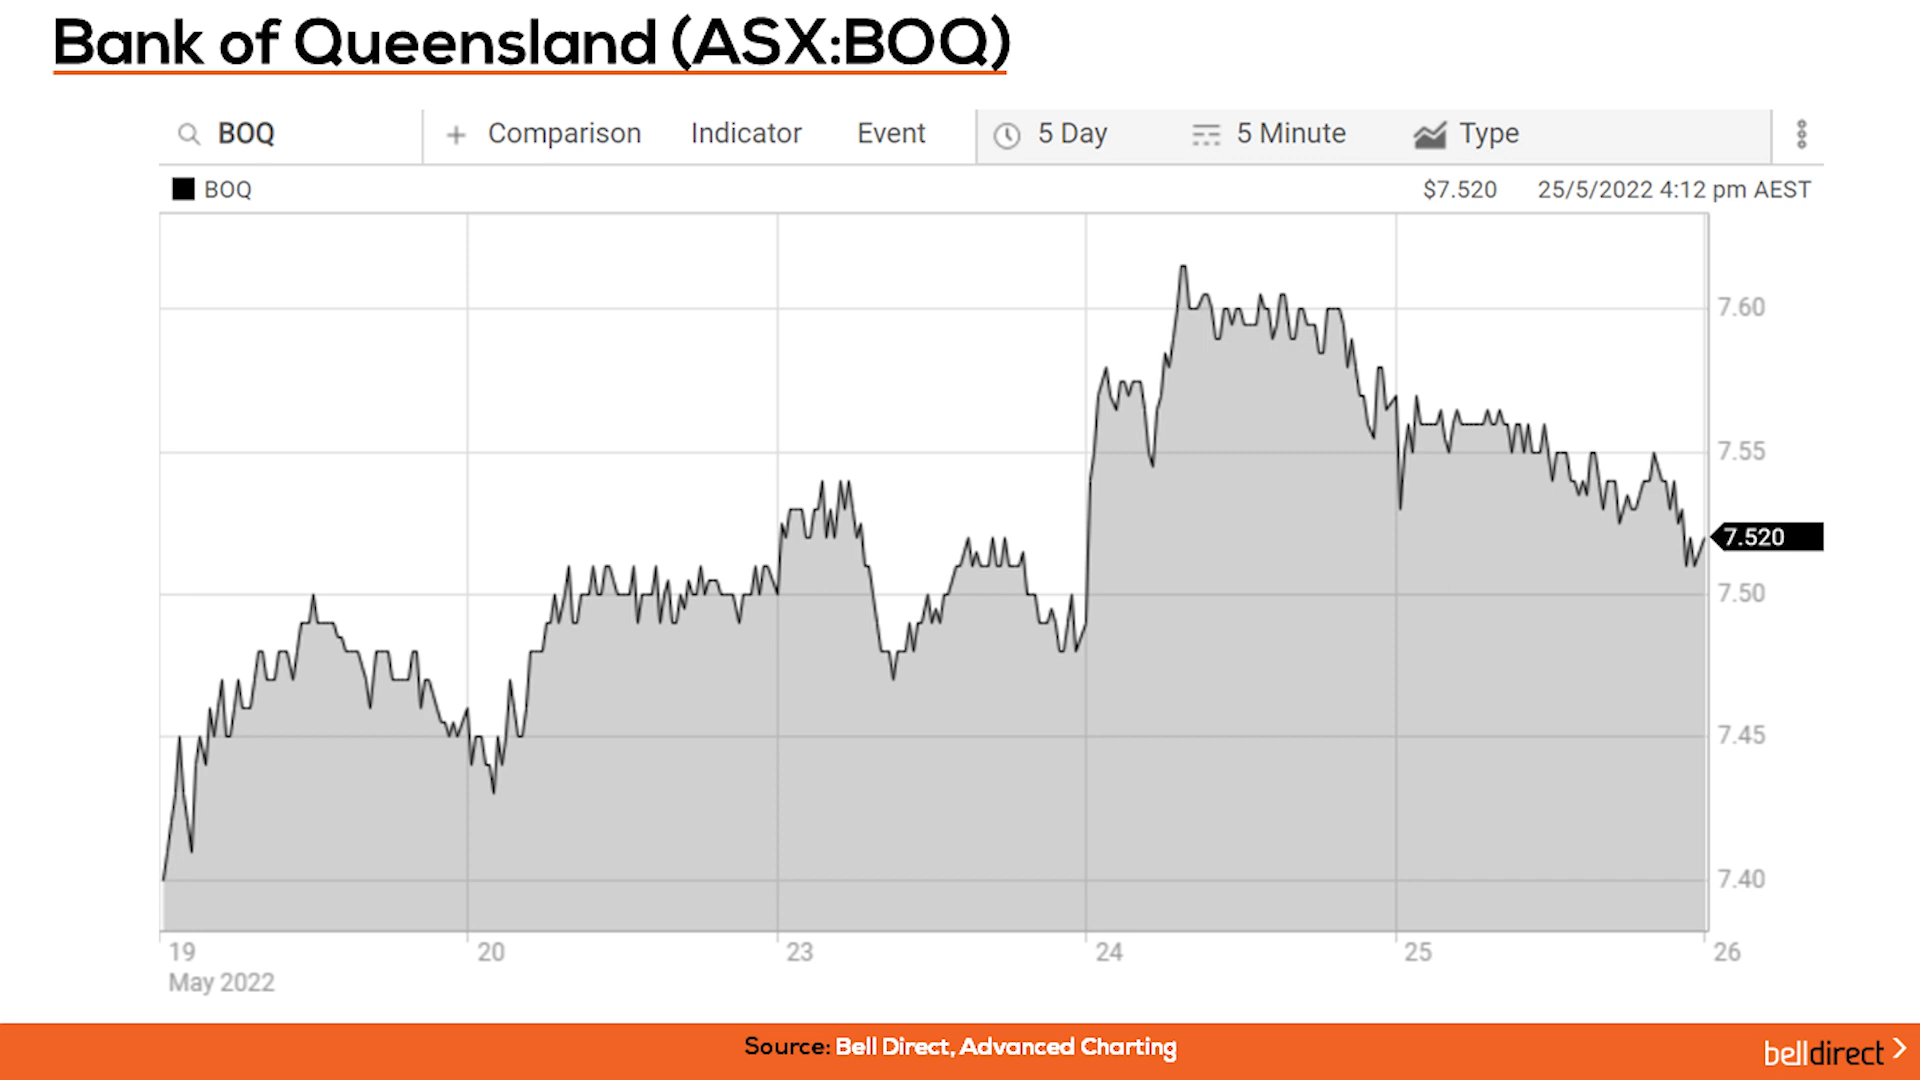 Bank of Queensland (ASX:BOQ)
BOQ + Comparison Indicator Event 5 Day 5 Minute Type
BOQ $7.520 25/5/2022 4:12 pm AEST
7.60
7.55
7.520
7.50
7.45
7.40
19 20 23 24 25 26
May 2022
Source: Bell Direct, Advanced Charting
belldirect